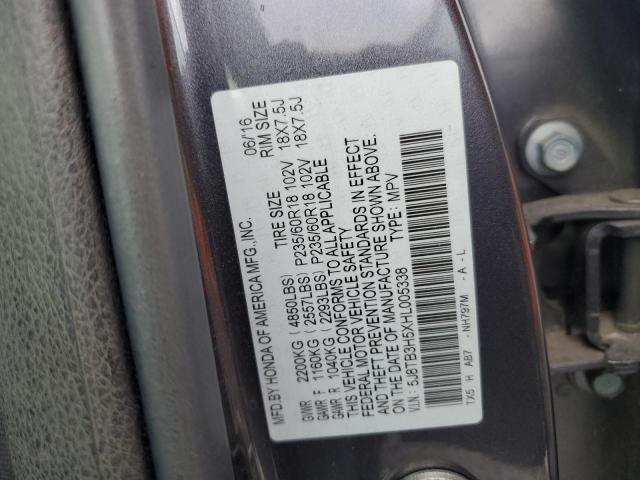 MFD.BY HONDA OF AMERICA MFG.,INC. 06/'16
TIRE SIZE RIM SIZE
GVWR 2200KG (4850LBS) P235/60R18 102V 18X7.5J
GAWR F 1160KG (2557LBS) P235/60R18 102V 18X7.5J
GAWR R 1040KG (2293LBS)
THIS VEHICLE CONFORMS TO ALL APPLICABLE
FEDERAL MOTOR VEHICLE SAFETY
AND THEFT PREVENTION STANDARDS IN EFFECT
ON THE DATE OF MANUFACTURE SHOWN ABOVE.
V.I.N: 5J8TB3H5XHL005338 TYPE: MPV
TX5 H AB7 - NH797M - A - L